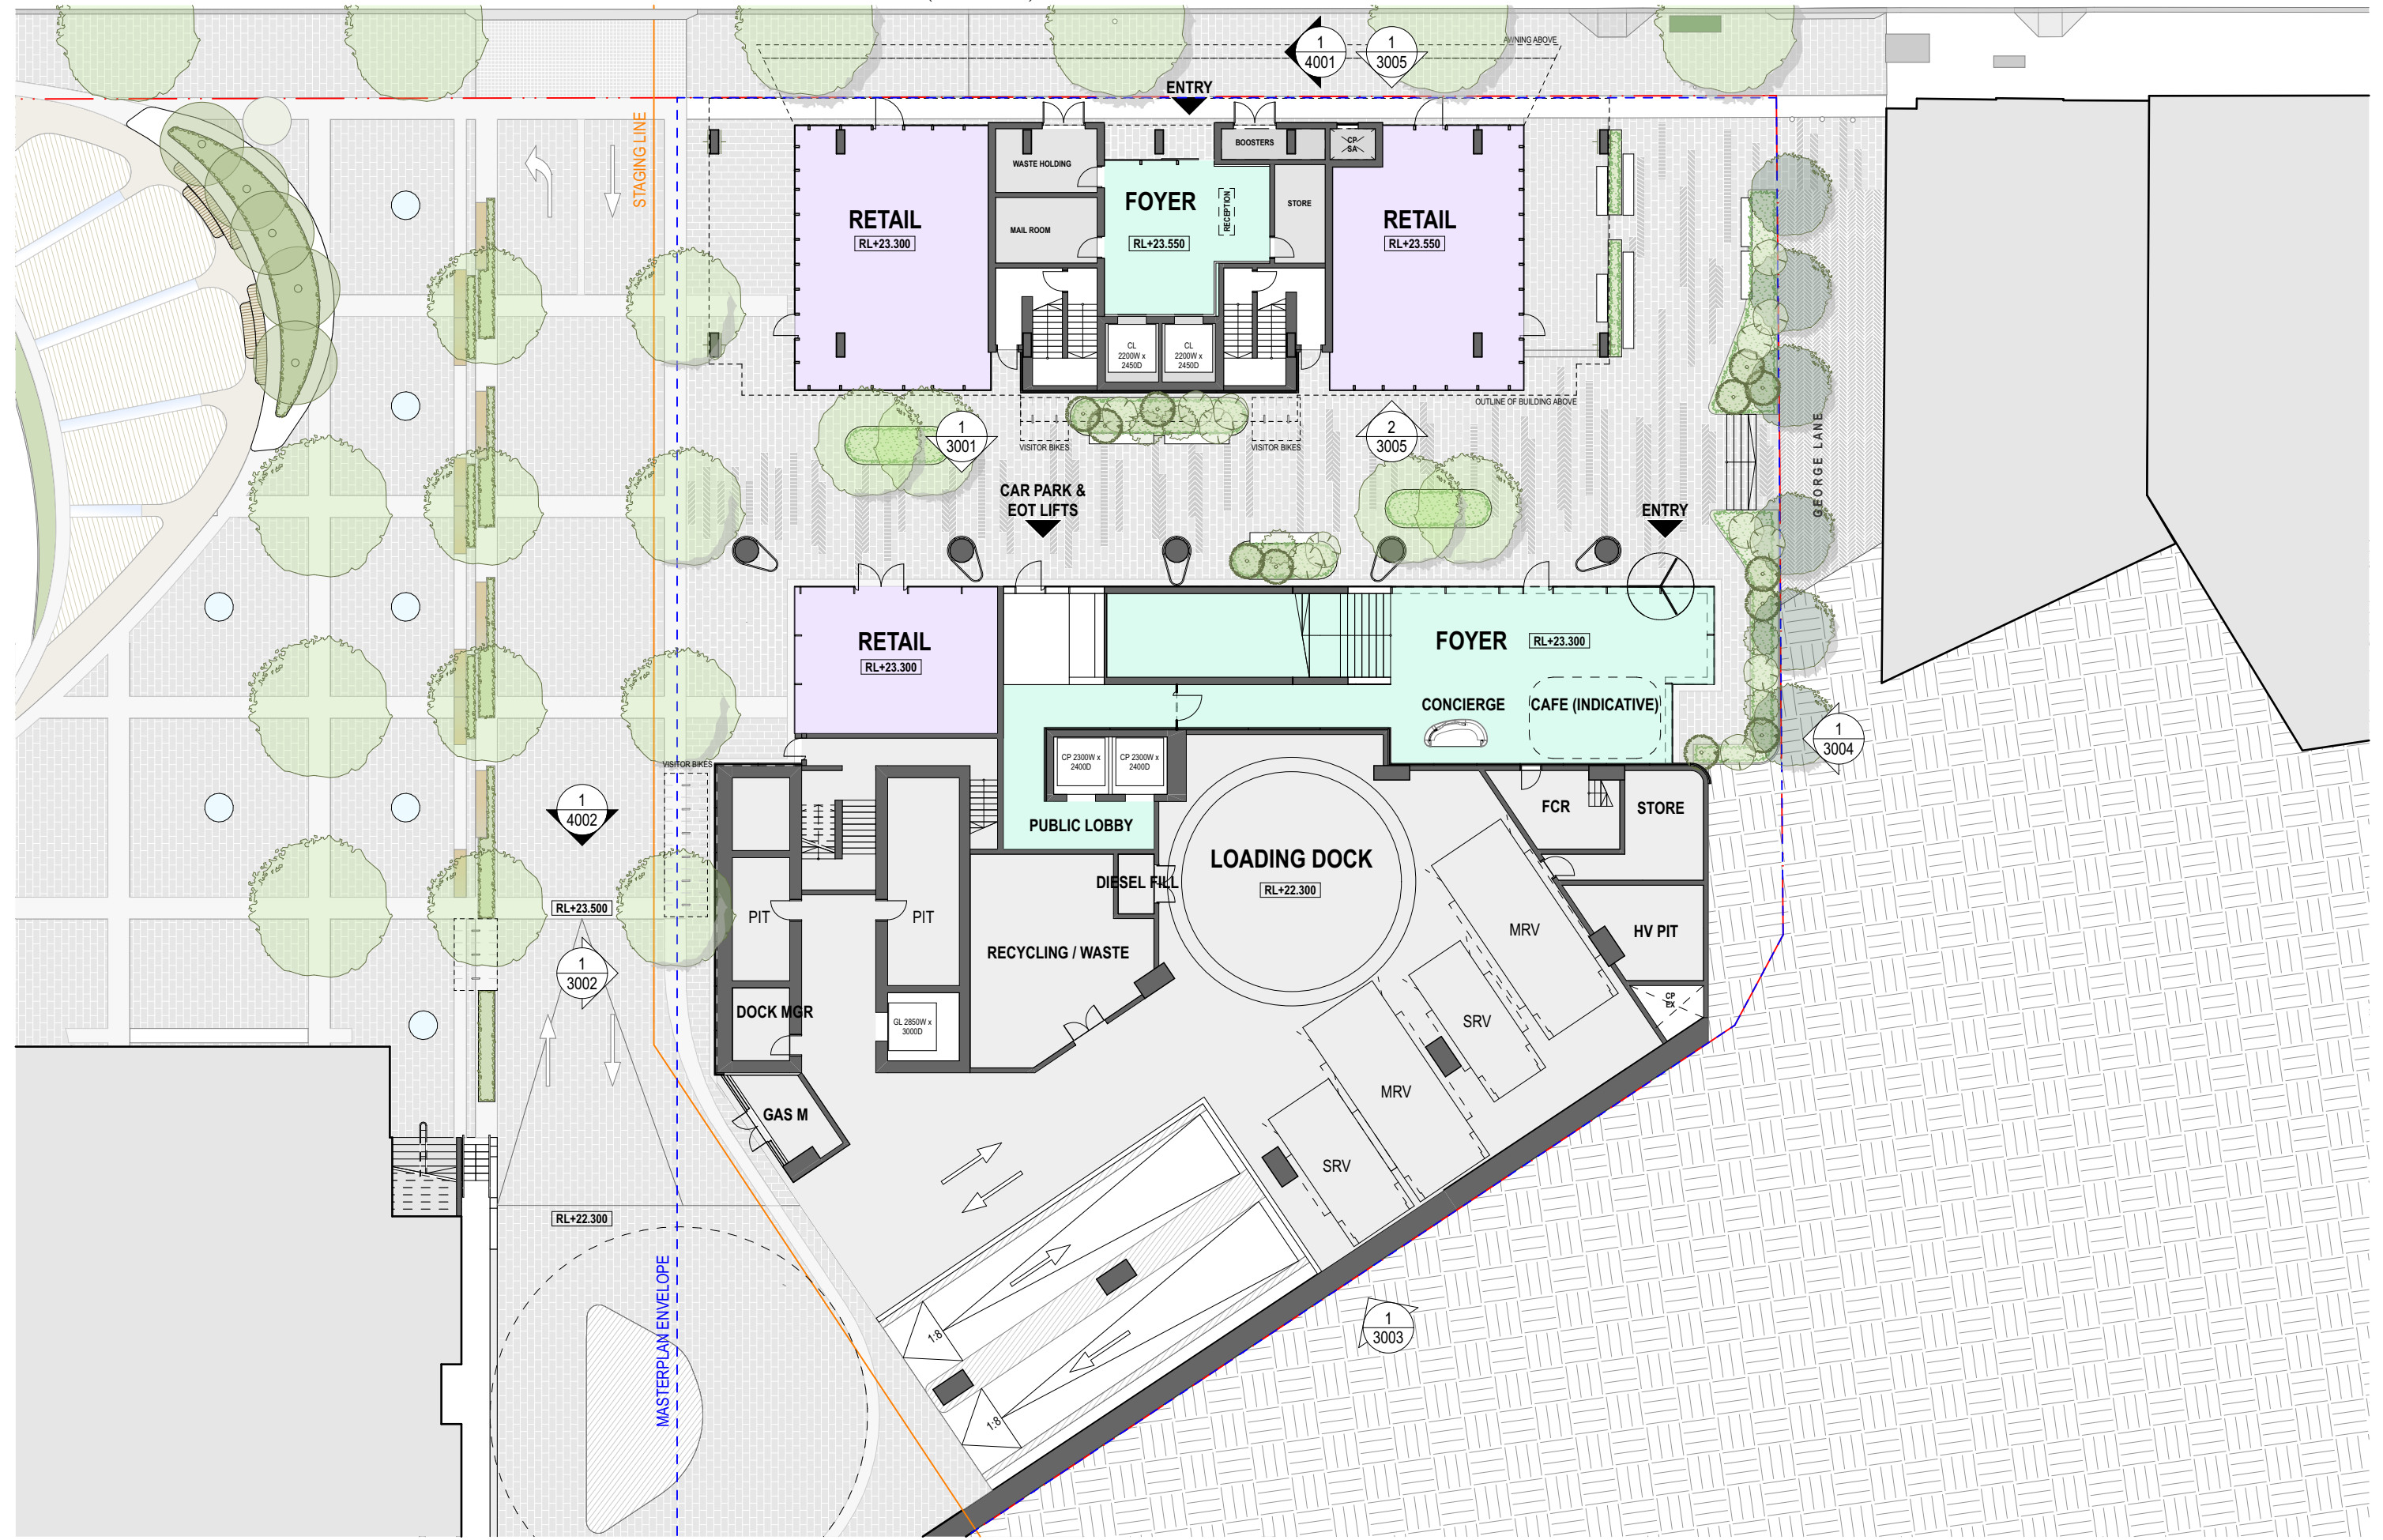 1
4001
1
3005
AWNING ABOVE
ENTRY
STAGING LINE
WASTE HOLDING
BOOSTERS
CP
SA
FOYER
RL+23.550
RECEPTION
STORE
RETAIL
RL+23.300
MAIL ROOM
RETAIL
RL+23.550
CL
2200W x
2450D
CL
2200W x
2450D
OUTLINE OF BUILDING ABOVE
1
3001
VISITOR BIKES
VISITOR BIKES
2
3005
GEORGE LANE
CAR PARK &
EOT LIFTS
ENTRY
RETAIL
RL+23.300
FOYER
RL+23.300
CONCIERGE
CAFE (INDICATIVE)
1
3004
VISITOR BIKES
CP 2300W x
2400D
CP 2300W x
2400D
1
4002
PUBLIC LOBBY
FCR
STORE
LOADING DOCK
RL+22.300
DIESEL FILL
RL+23.500
PIT
PIT
MRV
HV PIT
RECYCLING / WASTE
1
3002
CP
EX
DOCK MGR
GL 2850W x
3000D
SRV
MRV
GAS M
SRV
RL+22.300
MASTERPLAN ENVELOPE
1:8
1
3003
1:8